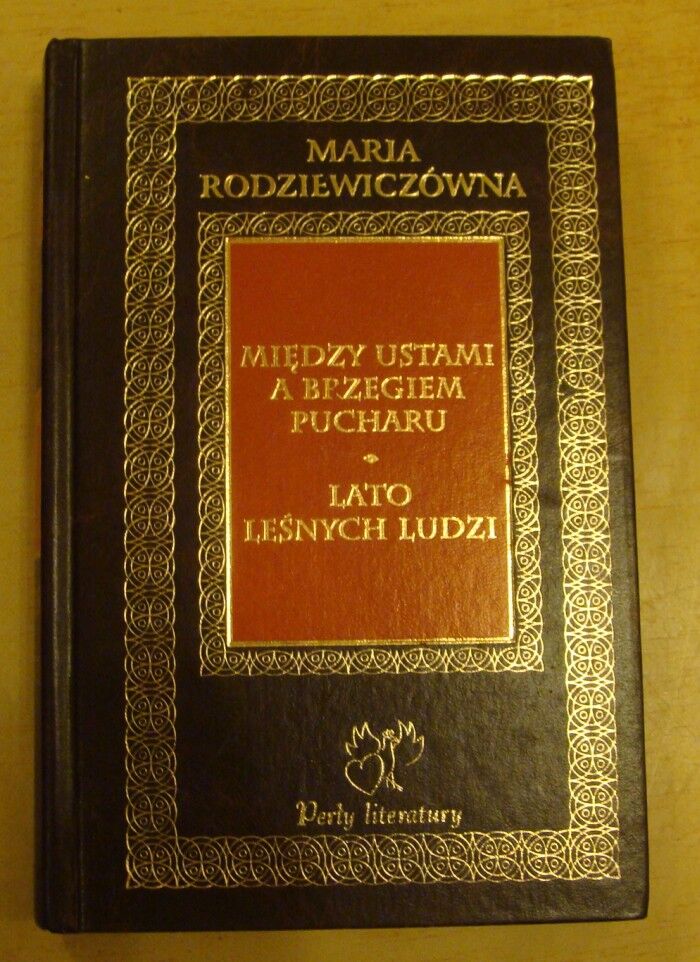 MARIA
RODZIEWICZÓWNA
MIĘDZY USTAMI
A BRZEGIEM
PUCHARU
LATO
LEŚNYCH LUDZI
Perły literatury